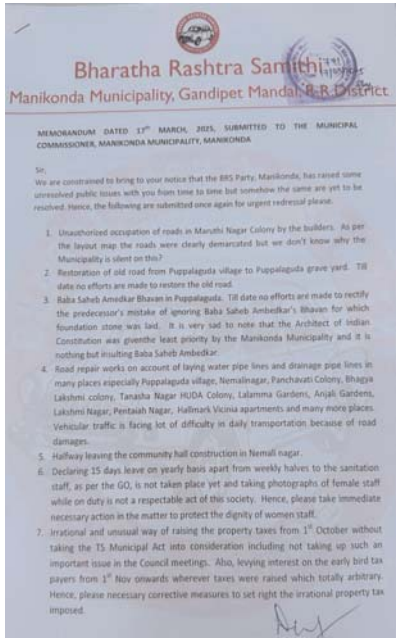 Bharatha Rashtra Samithi
Manikonda Municipality, Gandipet Mandal, R R District
MEMORANDUM DATED 17th MARCH, 2025, SUBMITTED TO THE MUNICIPAL
COMMISSIONER, MANIKONDA MUNICIPALITY, MANIKONDA
Sir,
We are constrained to bring to your notice that the BRS Party, Manikonda, has raised some
unresolved public issues with you from time to time but somehow the same are yet to be
resolved. Hence, the following are submitted once again for urgent redressal please.
1. Unauthorized occupation of roads in Maruthi Nagar Colony by the builders. As per
the layout map the roads were clearly demarcated but we don't know why the
Municipality is silent on this?
2. Restoration of old road from Puppalaguda village to Puppalaguda grave yard. Till
date no efforts are made to restore the old road.
3. Baba Saheb Amedkar Bhavan in Puppalaguda. Till date no efforts are made to rectify
the predecessor's mistake of ignoring Baba Saheb Ambedkar's Bhavan for which
foundation stone was laid. It is very sad to note that the Architect of Indian
Constitution was giventhe least priority by the Manikonda Municipality and it is
nothing but insulting Baba Saheb Ambedkar.
4. Road repair works on account of laying water pipe lines and drainage pipe lines in
many places especially Puppalaguda village, Nemalinagar, Panchavati Colony, Bhagya
Lakshmi colony, Tanasha Nagar HUDA Colony, Lalamma Gardens, Anjali Gardens,
Lakshmi Nagar, Pentaiah Nagar, Hallmark Vicinia apartments and many more places.
Vehicular traffic is facing lot of difficulty in daily transportation because of road
damages.
5. Halfway leaving the community hall construction in Nemali nagar.
6. Declaring 15 days leave on yearly basis apart from weekly halves to the sanitation
staff, as per the GO, is not taken place yet and taking photographs of female staff
while on duty is not a respectable act of this society. Hence, please take immediate
necessary action in the matter to protect the dignity of women staff.
7. Irrational and unusual way of raising the property taxes from 1st October without
taking the TS Municipal Act into consideration including not taking up such an
important issue in the Council meetings. Also, levying interest on the early bird tax
payers from 1st Nov onwards wherever taxes were raised which totally arbitrary.
Hence, please necessary corrective measures to set right the irrational property tax
imposed.